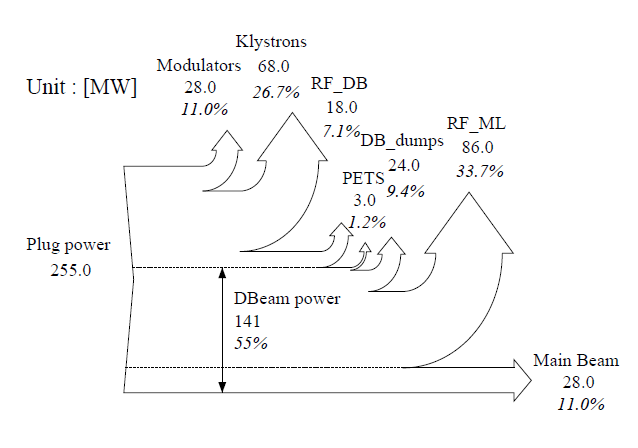 Klystrons
68.0
26.7%
Modulators
28.0
11.0%
Unit : [MW]
RF_DB
18.0
7.1%
DB_dumps
24.0
9.4%
RF_ML
86.0
33.7%
PETS
3.0
1.2%
Plug power
255.0
DBeam power
141
55%
Main Beam
28.0
11.0%